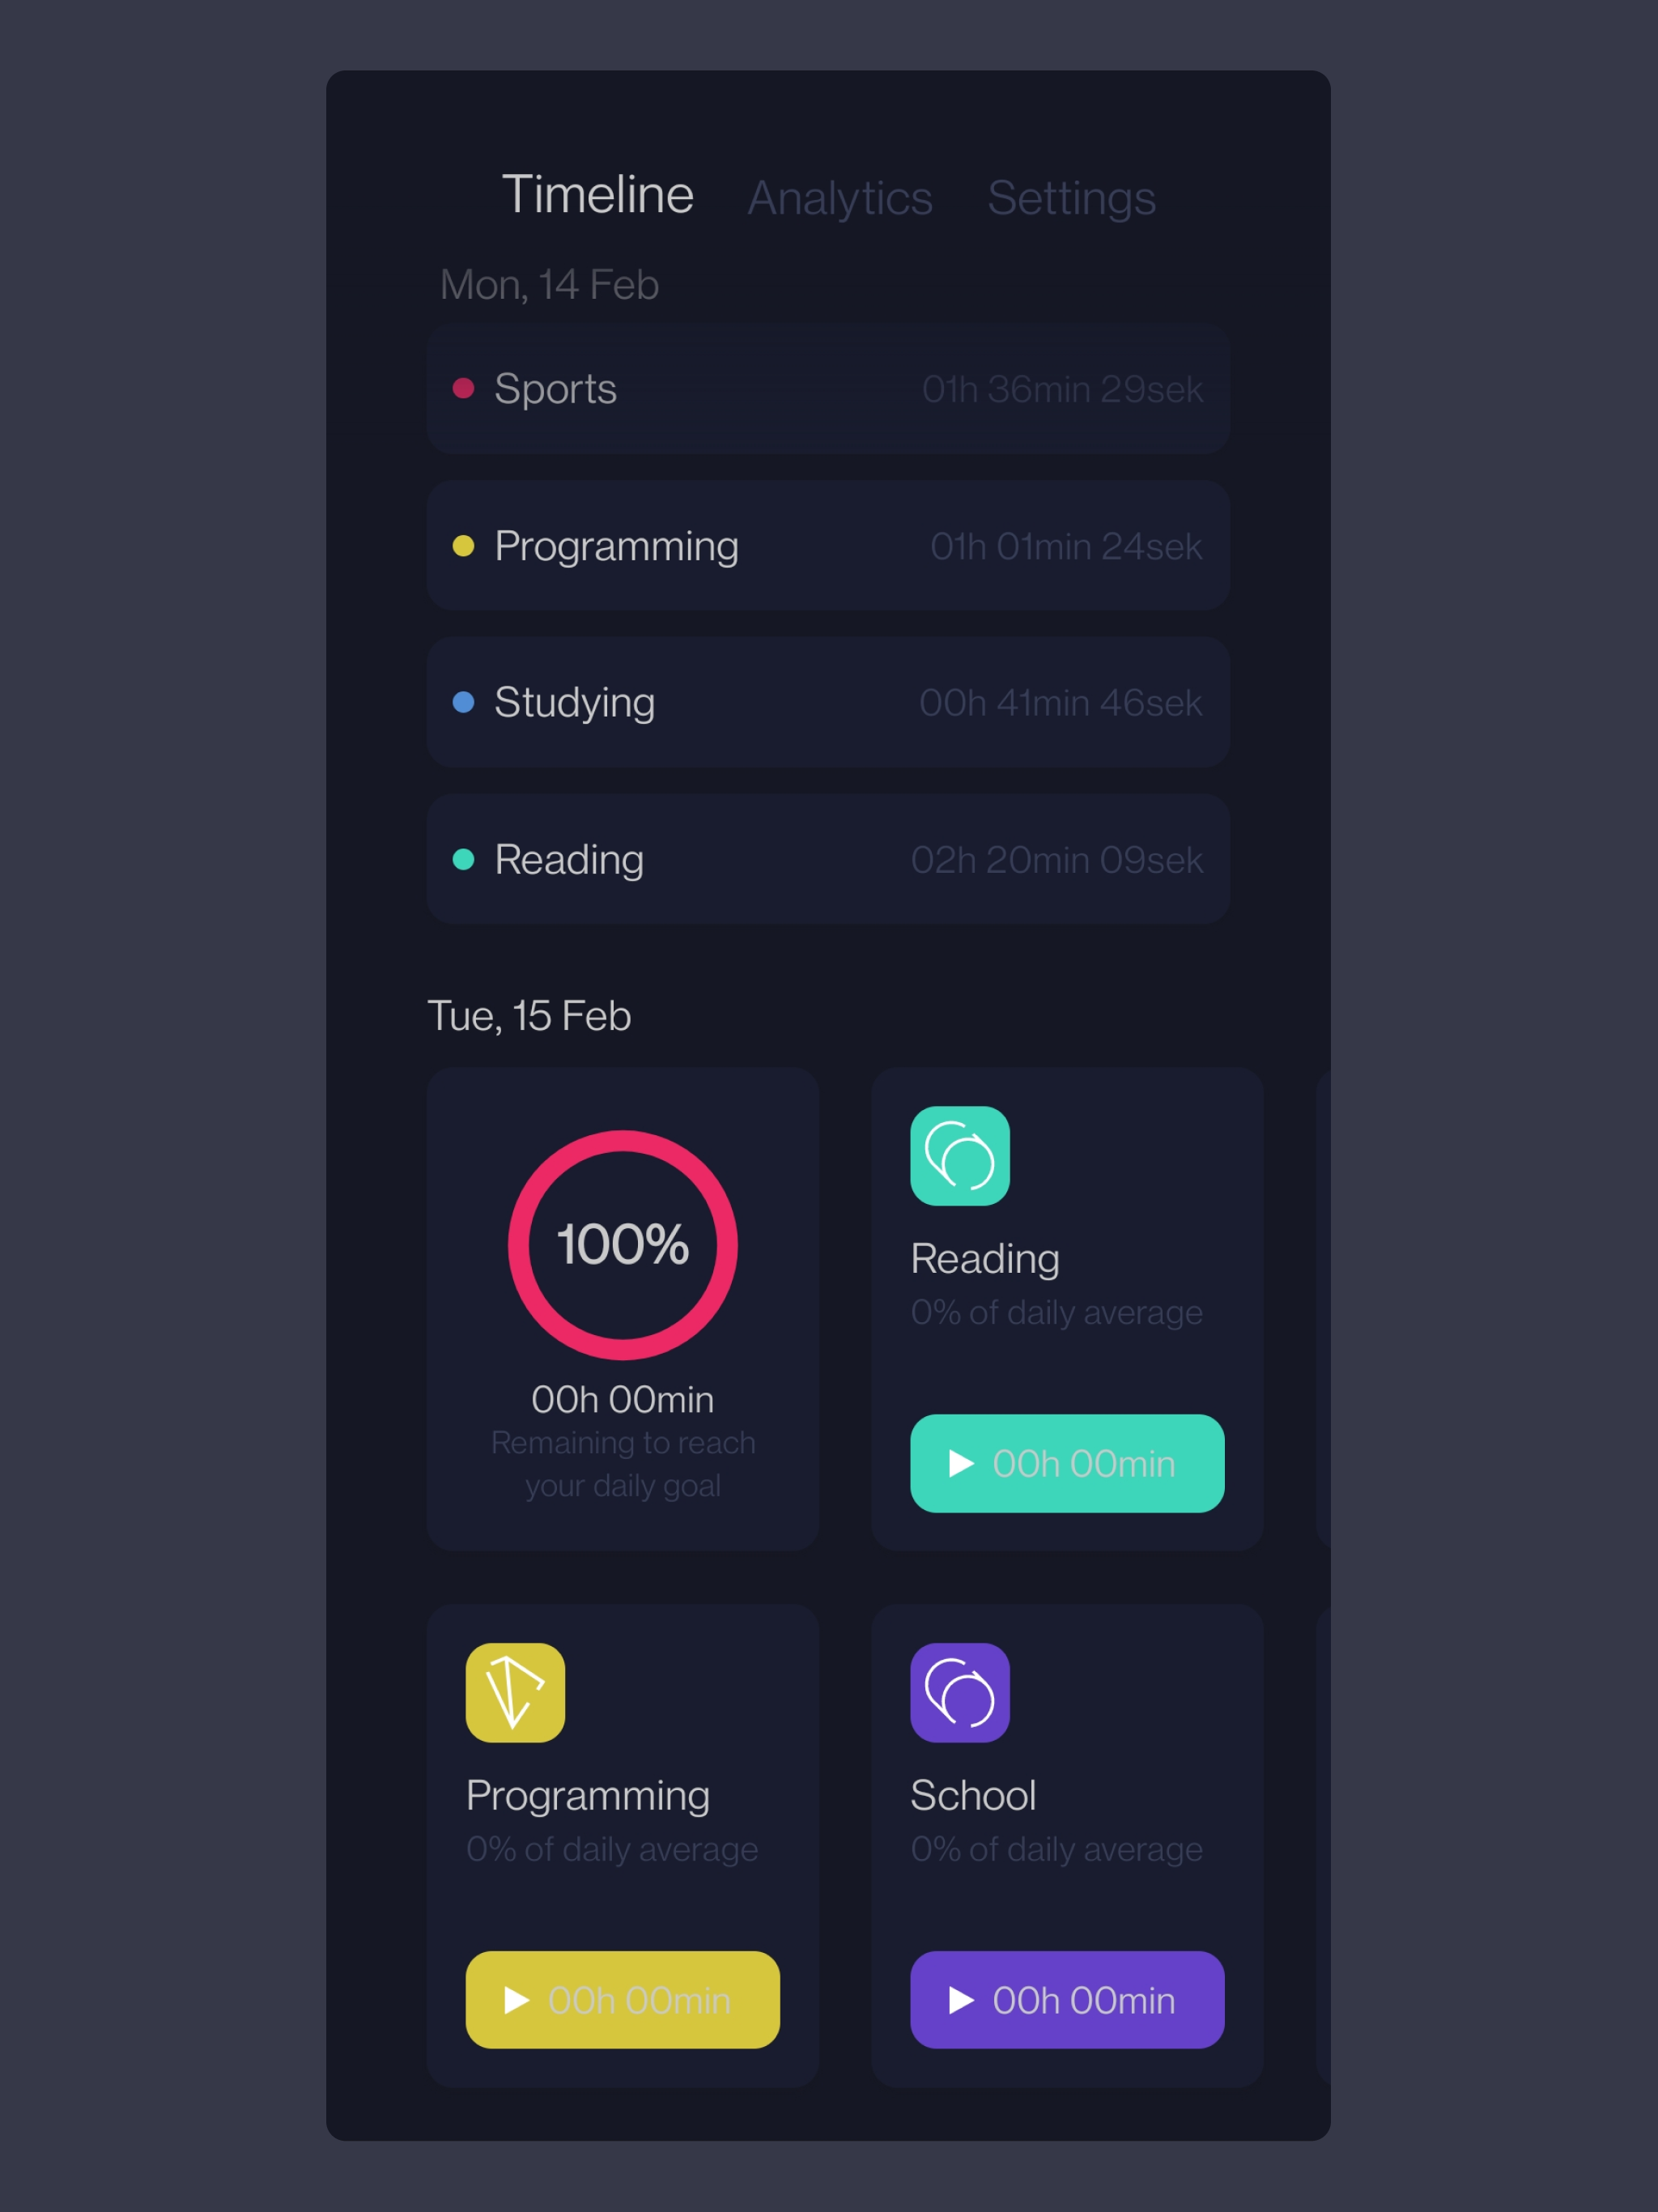 Timeline Analytics Settings
Mon, 14 Feb
Sports 01h 36min 29sek
Programming 01h 01min 24sek
Studying 00h 41min 46sek
Reading 02h 20min 09sek
Tue, 15 Feb
100%
00h 00min
Remaining to reach
your daily goal
Reading
0% of daily average
00h 00min
Programming
0% of daily average
00h 00min
School
0% of daily average
00h 00min